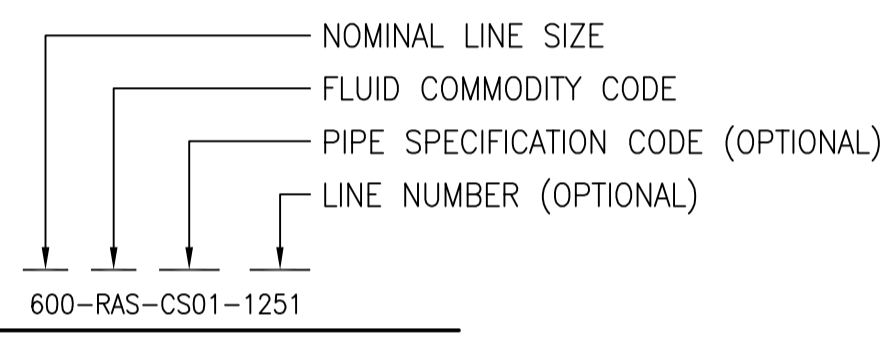 NOMINAL LINE SIZE
FLUID COMMODITY CODE
PIPE SPECIFICATION CODE (OPTIONAL)
LINE NUMBER (OPTIONAL)
600-RAS-CS01-1251